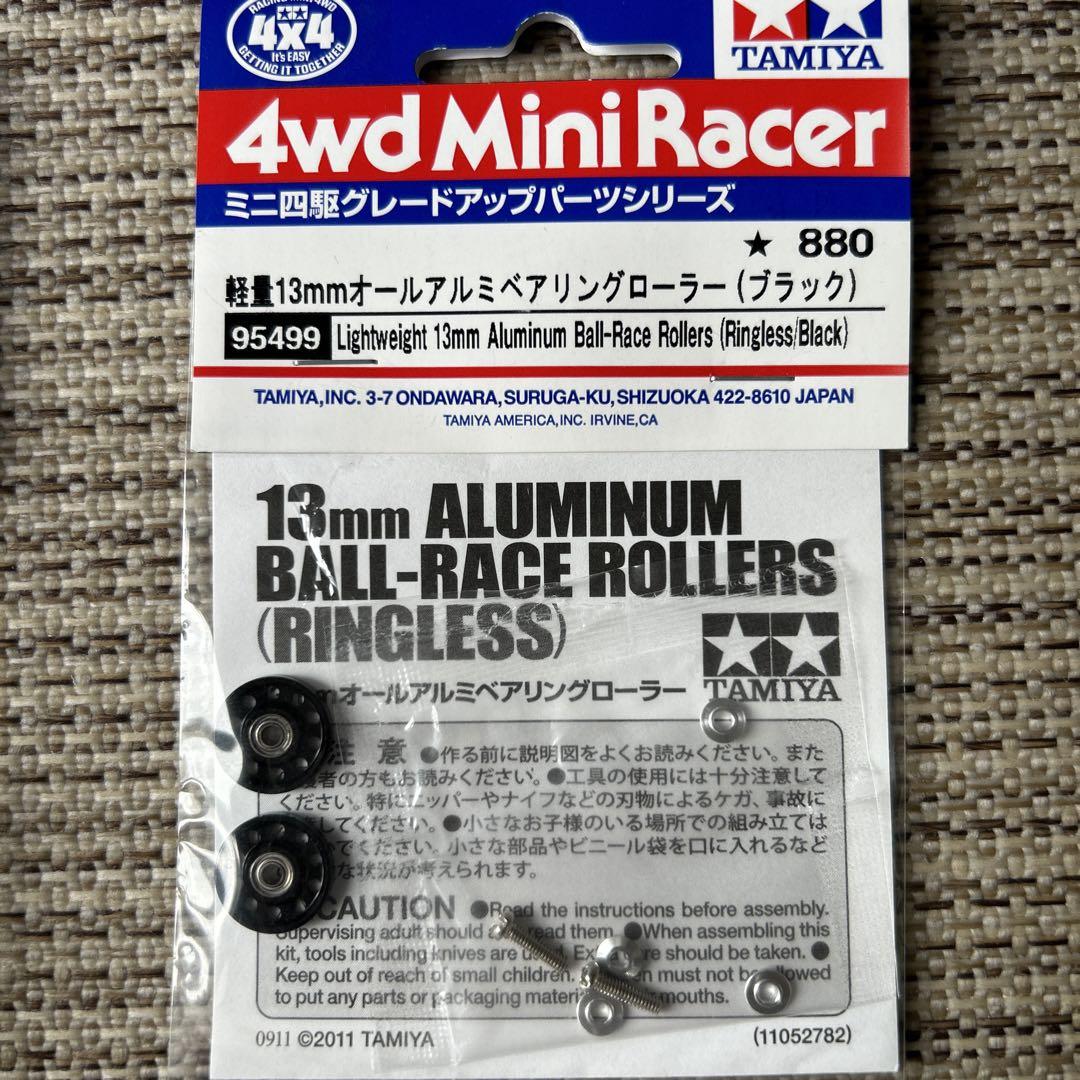 RACING MINI 4WD
4x4
It's EASY
GETTING IT TOGETHER
TAMIYA
4wd Mini Racer
ミニ四駆グレードアップパーツシリーズ
★ 880
軽量13mmオールアルミベアリングローラー(ブラック)
95499 Lightweight 13mm Aluminum Ball-Race Rollers (Ringless/Black)
TAMIYA,INC. 3-7 ONDAWARA,SURUGA-KU,SHIZUOKA 422-8610 JAPAN
TAMIYA AMERICA,INC. IRVINE,CA
13mm ALUMINUM
BALL-RACE ROLLERS
(RINGLESS)
TAMIYA
mオールアルミベアリングローラー
注意 ●作る前に説明図をよくお読みください。また
者の方もお読みください。●工具の使用には十分注意して
ください。特にニッパーやナイフなどの刃物によるケガ、事故に
してください。●小さなお子様のいる場所での組み立ては
でください。小さな部品やビニール袋を口に入れるなど
な状況が考えられます。
CAUTION ●Read the instructions before assembly.
Supervising adult should read them. ●When assembling this
kit, tools including knives are should be taken. ●
Keep out of reach of small children. must not be allowed
to put any parts or packaging mouths.
0911 ©2011 TAMIYA
(11052782)